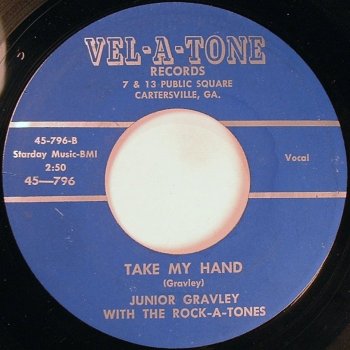 VEL-A-TONE
RECORDS
7 & 13 PUBLIC SQUARE
CARTERSVILLE, GA.
45-796-B
Starday Music-BMI
2:50
45—796
Vocal
TAKE MY HAND
(Gravley)
JUNIOR GRAVLEY
WITH THE ROCK-A-TONES